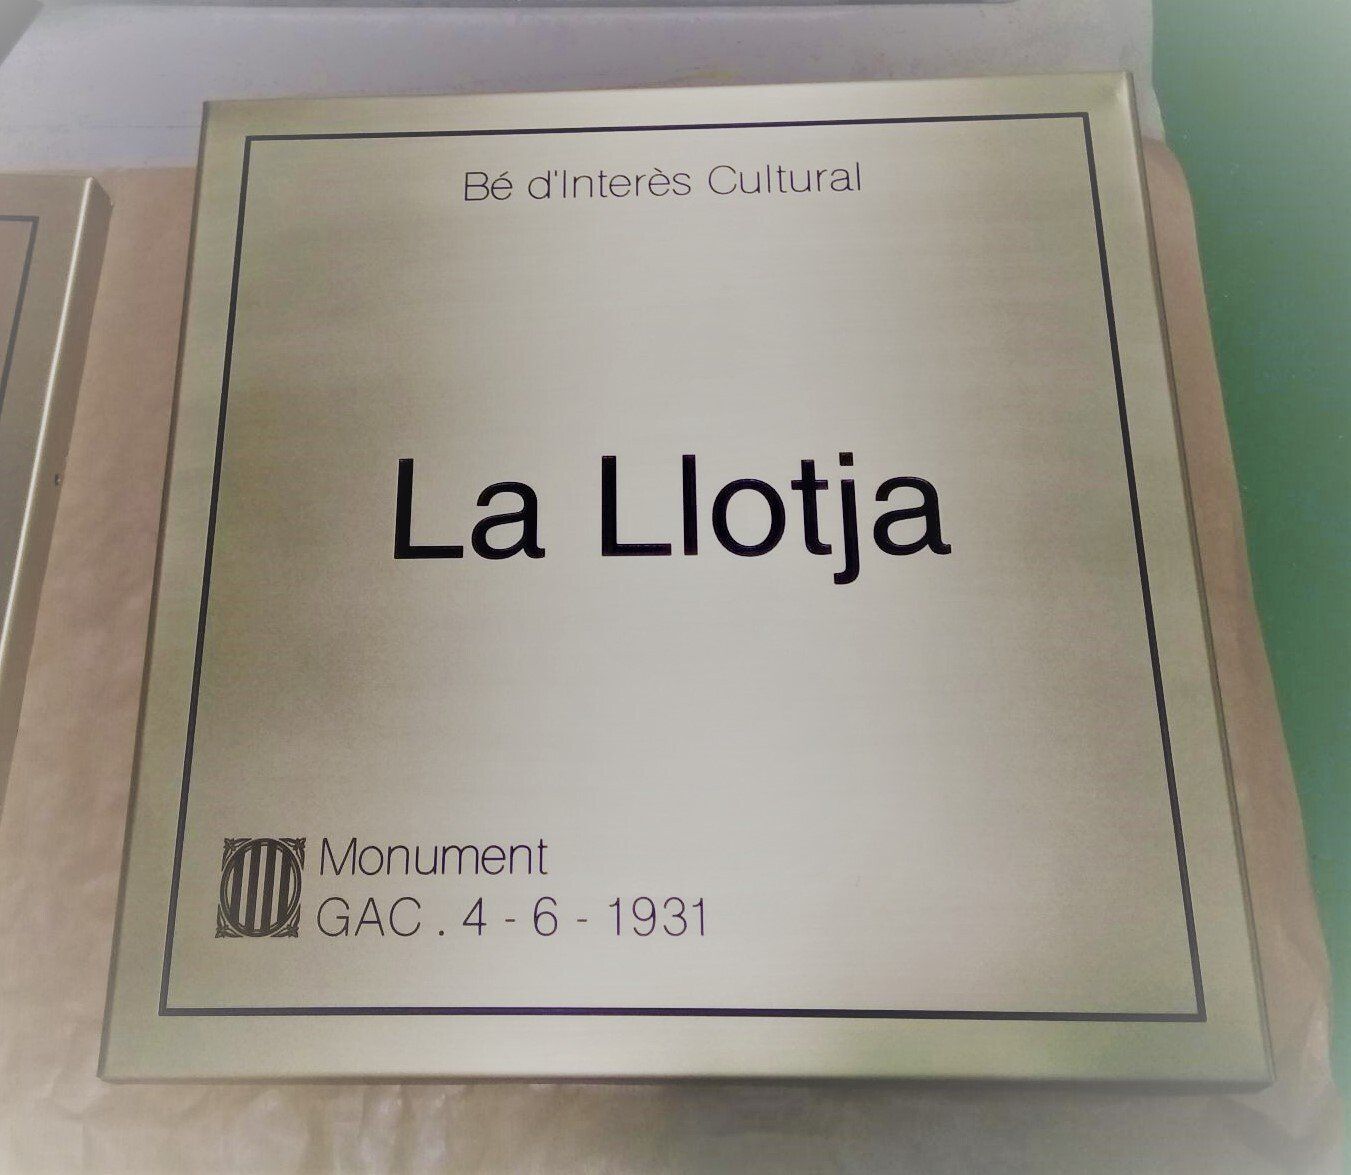 Bé d'Interès Cultural
La Llotja
Monument
GAC . 4 - 6 - 1931